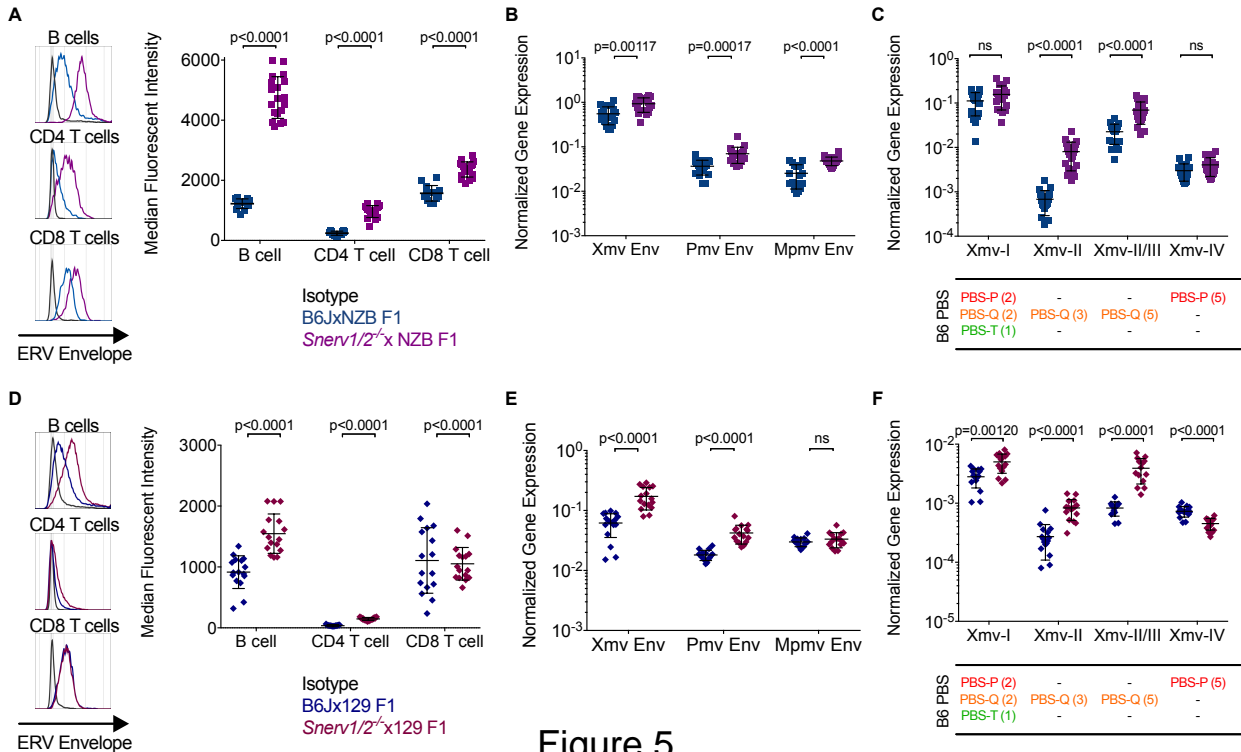 A
B cells
CD4 T cells
CD8 T cells
ERV Envelope
Median Fluorescent Intensity
6000
4000
2000
0
p<0.0001
p<0.0001
p<0.0001
B cell
CD4 T cell
CD8 T cell
Isotype
B6JxNZB F1
Snerv1/2-/-x NZB F1
B
Normalized Gene Expression
10^1
10^0
10^-1
10^-2
10^-3
p=0.00117
p=0.00017
p<0.0001
Xmv Env
Pmv Env
Mpmv Env
C
Normalized Gene Expression
10^0
10^-1
10^-2
10^-3
10^-4
ns
p<0.0001
p<0.0001
ns
Xmv-I
Xmv-II
Xmv-II/III
Xmv-IV
B6 PBS
PBS-P (2) - - PBS-P (5)
PBS-Q (2) PBS-Q (3) PBS-Q (5) -
PBS-T (1) - - -
D
B cells
CD4 T cells
CD8 T cells
ERV Envelope
Median Fluorescent Intensity
3000
2000
1000
0
p<0.0001
p<0.0001
p<0.0001
B cell
CD4 T cell
CD8 T cell
Isotype
B6Jx129 F1
Snerv1/2-/-x129 F1
E
Normalized Gene Expression
10^0
10^-1
10^-2
10^-3
p<0.0001
p<0.0001
ns
Xmv Env
Pmv Env
Mpmv Env
F
Normalized Gene Expression
10^-2
10^-3
10^-4
10^-5
p=0.00120
p<0.0001
p<0.0001
p<0.0001
Xmv-I
Xmv-II
Xmv-II/III
Xmv-IV
B6 PBS
PBS-P (2) - - PBS-P (5)
PBS-Q (2) PBS-Q (3) PBS-Q (5) -
PBS-T (1) - - -
Figure 5